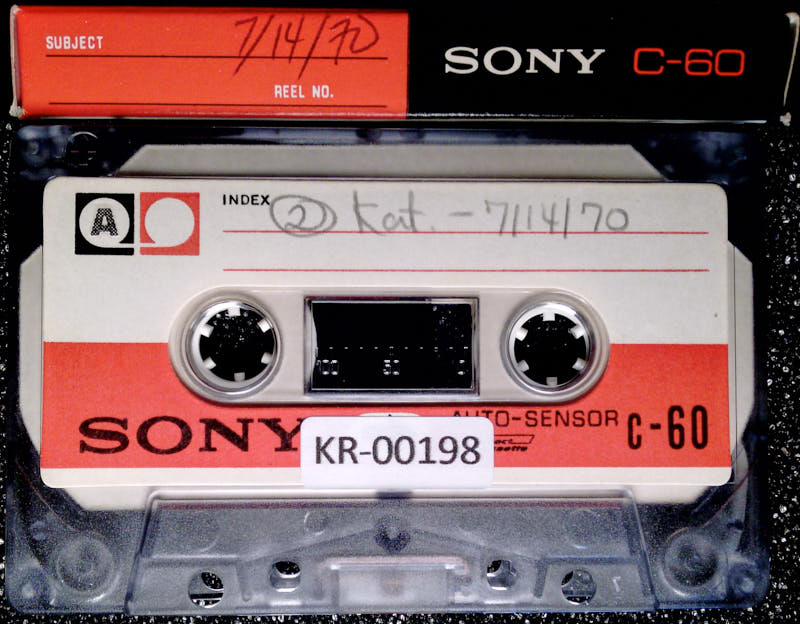 SUBJECT 7/14/70
REEL NO.
SONY C-60
A
INDEX ② Kat. - 7/14/70
50
SONY
AUTO-SENSOR C-60
KR-00198